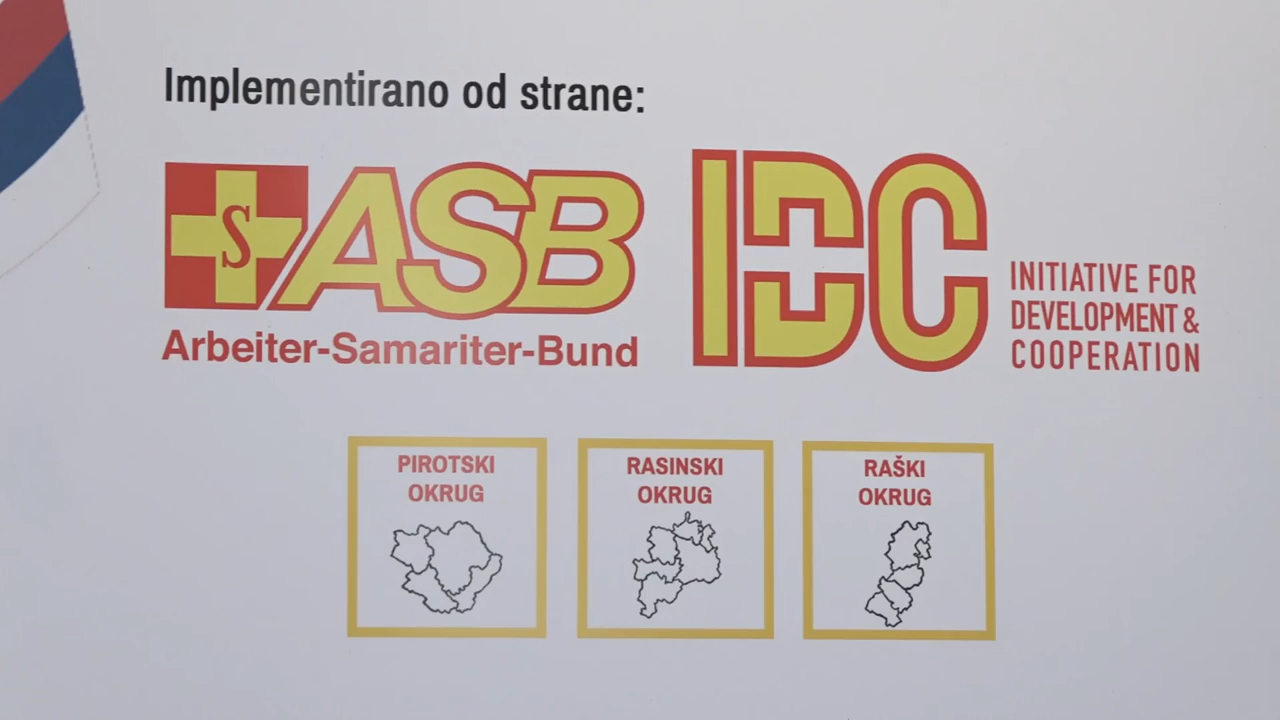 Implementirano od strane:
S ASB
Arbeiter-Samariter-Bund
IDC
INITIATIVE FOR
DEVELOPMENT &
COOPERATION
PIROTSKI
OKRUG
RASINSKI
OKRUG
RAŠKI
OKRUG